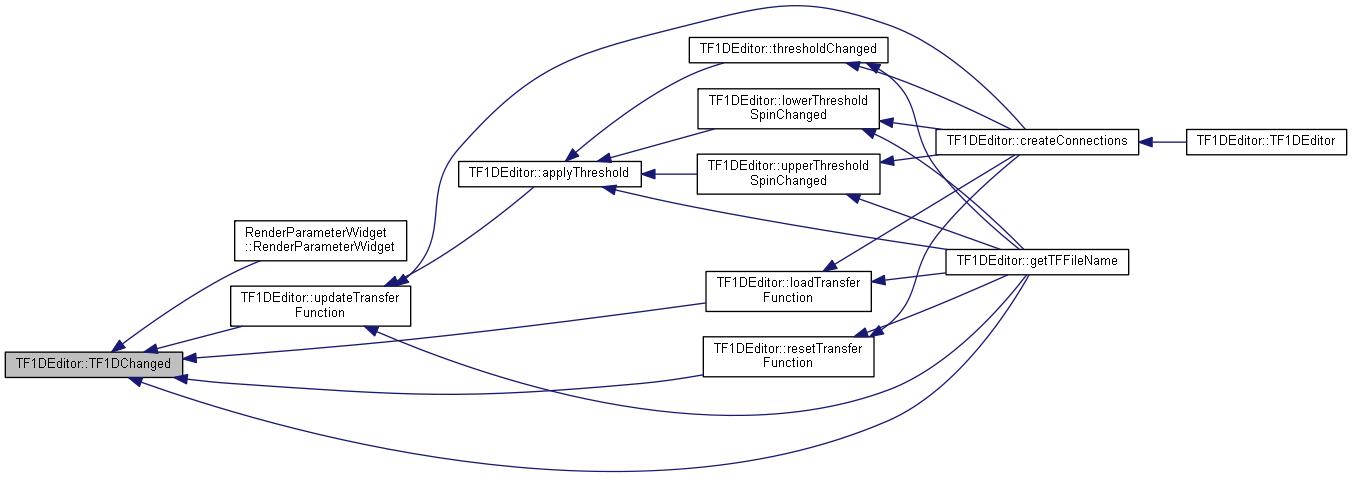 TF1DEditor::thresholdChanged
TF1DEditor::lowerThreshold
SpinChanged
TF1DEditor::createConnections
TF1DEditor::TF1DEditor
TF1DEditor::applyThreshold
TF1DEditor::upperThreshold
SpinChanged
RenderParameterWidget
::RenderParameterWidget
TF1DEditor::getTFFileName
TF1DEditor::updateTransfer
Function
TF1DEditor::loadTransfer
Function
TF1DEditor::TF1DChanged
TF1DEditor::resetTransfer
Function